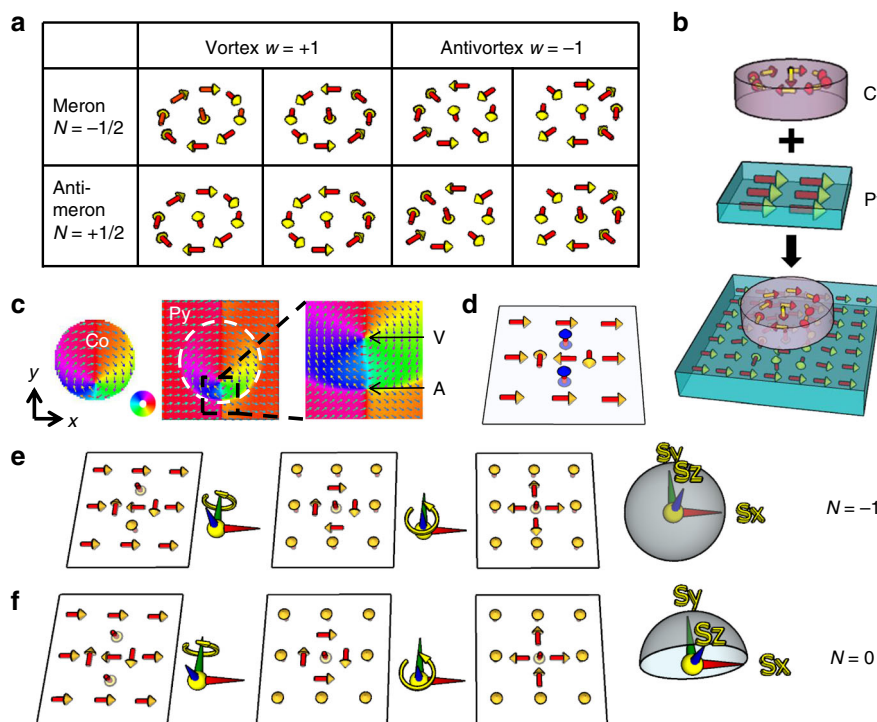 a
Vortex w = +1
Antivortex w = −1
Meron
N = −1/2
Anti-
meron
N = +1/2
b
C
P
c
Co
Py
V
A
y
x
d
e
Sy
Sz
Sx
N = −1
f
Sy
Sz
Sx
N = 0